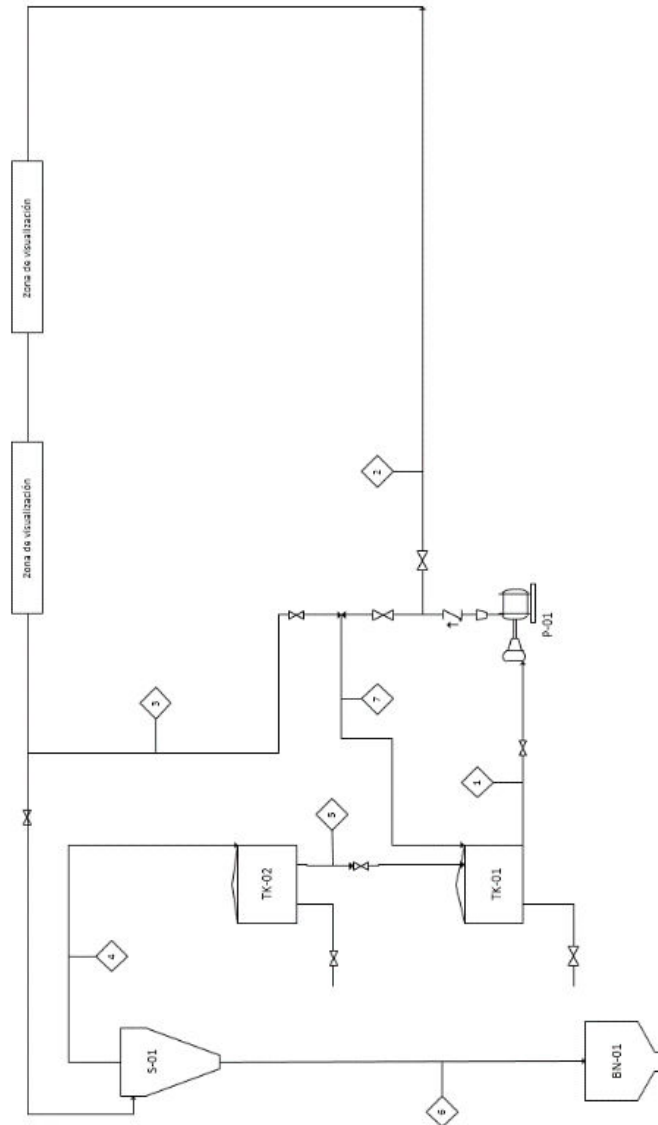 Zona de visualización
Zona de visualización
2
P-01
3
7
1
5
TK-02
TK-01
4
S-01
BN-01
6